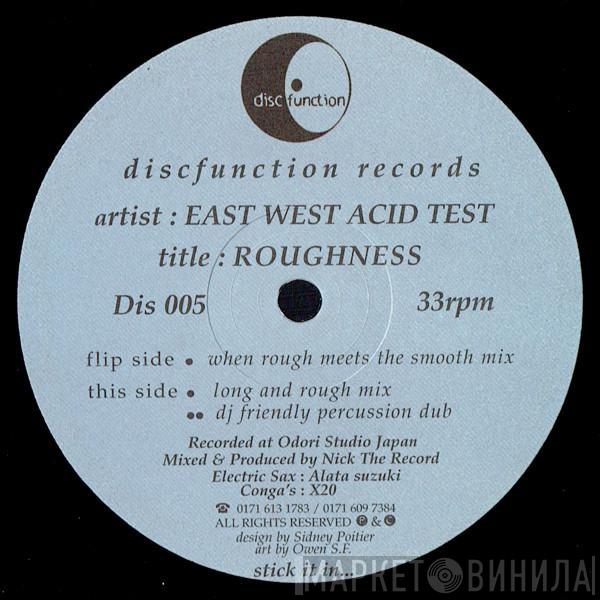 disc function
discfunction records
artist : EAST WEST ACID TEST
title : ROUGHNESS
Dis 005 33rpm
flip side • when rough meets the smooth mix
this side • long and rough mix
•• dj friendly percussion dub
Recorded at Odori Studio Japan
Mixed & Produced by Nick The Record
Electric Sax : Alata suzuki
Conga's : X20
☎ 0171 613 1783 / 0171 609 7384
ALL RIGHTS RESERVED Ⓟ & ©
design by Sidney Poitier
art by Owen S.F.
stick it in...
МАРКЕТ ВИНИЛА